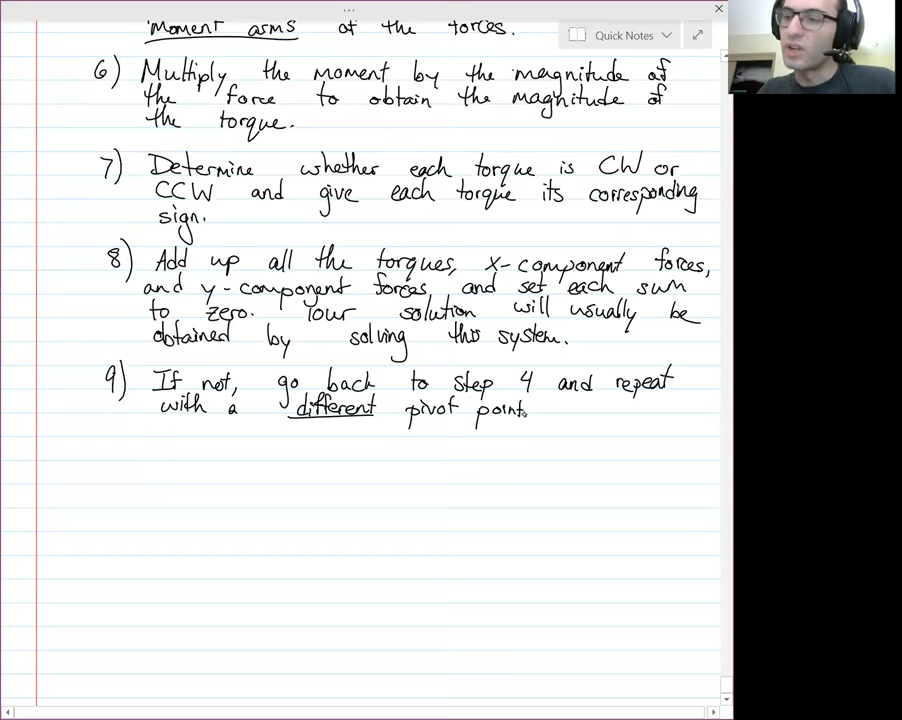 moment arms of the forces.
Quick Notes
6) Multiply the moment by the magnitude of
the force to obtain the magnitude of
the torque.
7) Determine whether each torque is CW or
CCW and give each torque its corresponding
sign.
8) Add up all the torques, x-component forces,
and y-component forces, and set each sum
to zero. Your solution will usually be
obtained by solving this system.
9) If not, go back to step 4 and repeat
with a different pivot point.